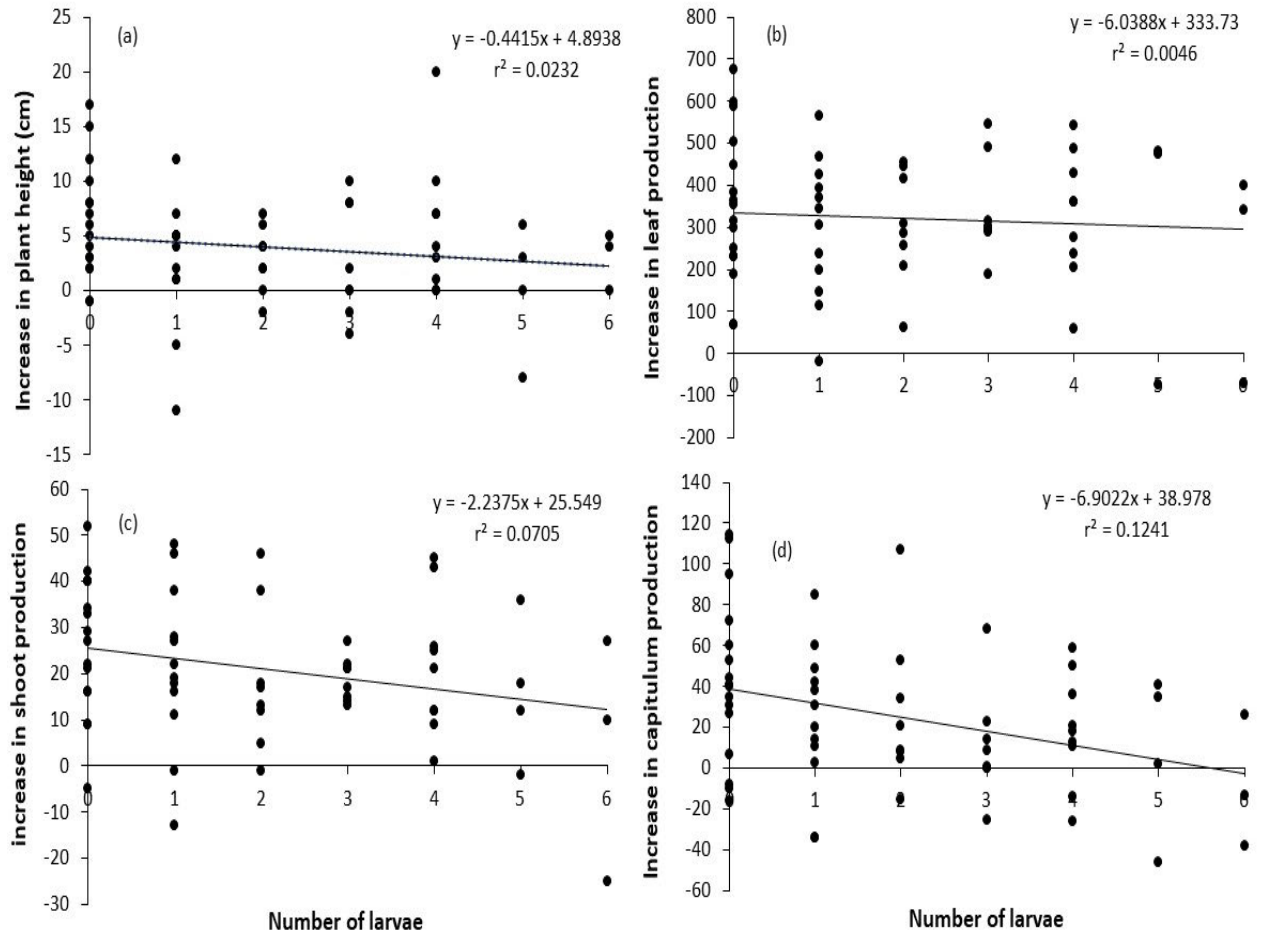 (a)
y = -0.4415x + 4.8938
r² = 0.0232
Increase in plant height (cm)
25
20
15
10
5
0
-5
-10
-15
0 1 2 3 4 5 6
(b)
y = -6.0388x + 333.73
r² = 0.0046
Increase in leaf production
800
700
600
500
400
300
200
100
0
-100
-200
0 1 2 3 4 5 6
(c)
y = -2.2375x + 25.549
r² = 0.0705
increase in shoot production
60
50
40
30
20
10
0
-10
-20
-30
0 1 2 3 4 5 6
Number of larvae
(d)
y = -6.9022x + 38.978
r² = 0.1241
Increase in capitulum production
140
120
100
80
60
40
20
0
-20
-40
-60
0 1 2 3 4 5 6
Number of larvae